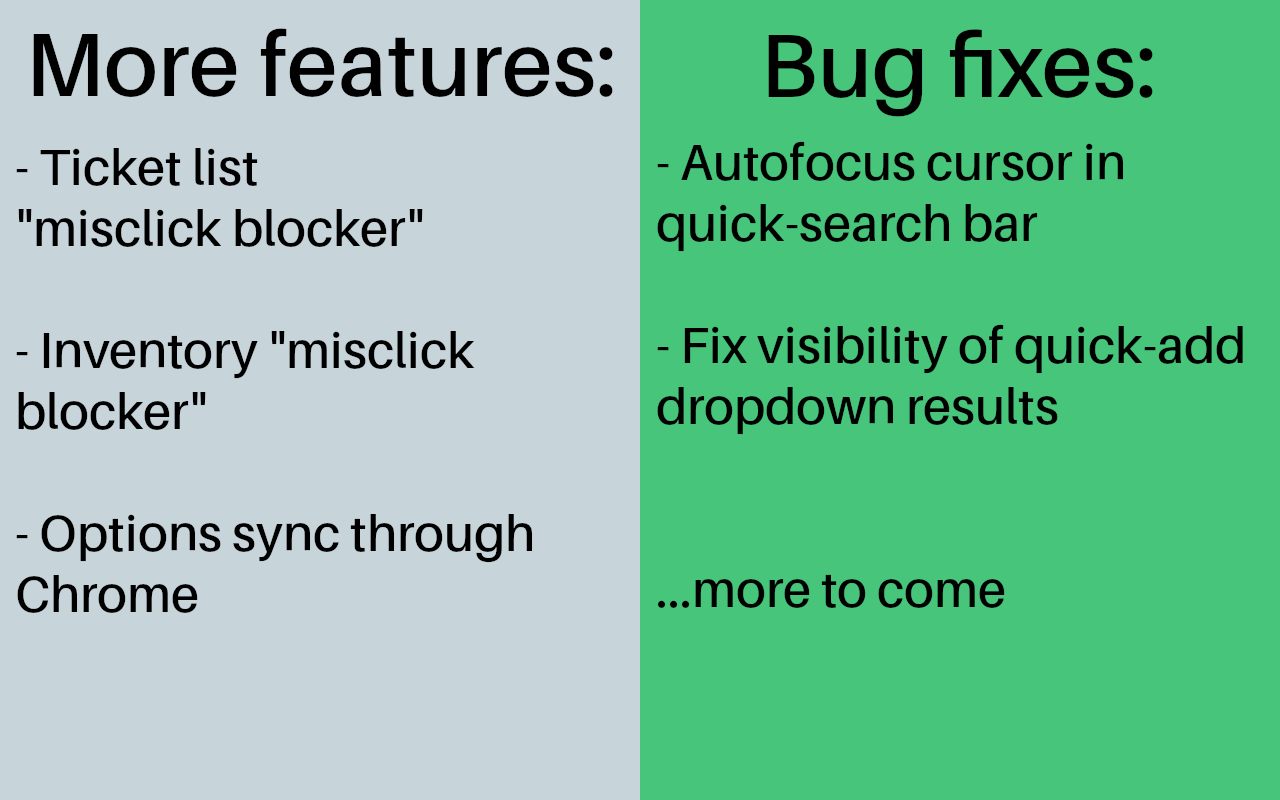 More features:
- Ticket list
"misclick blocker"
- Inventory "misclick
blocker"
- Options sync through
Chrome
Bug fixes:
- Autofocus cursor in
quick-search bar
- Fix visibility of quick-add
dropdown results
...more to come